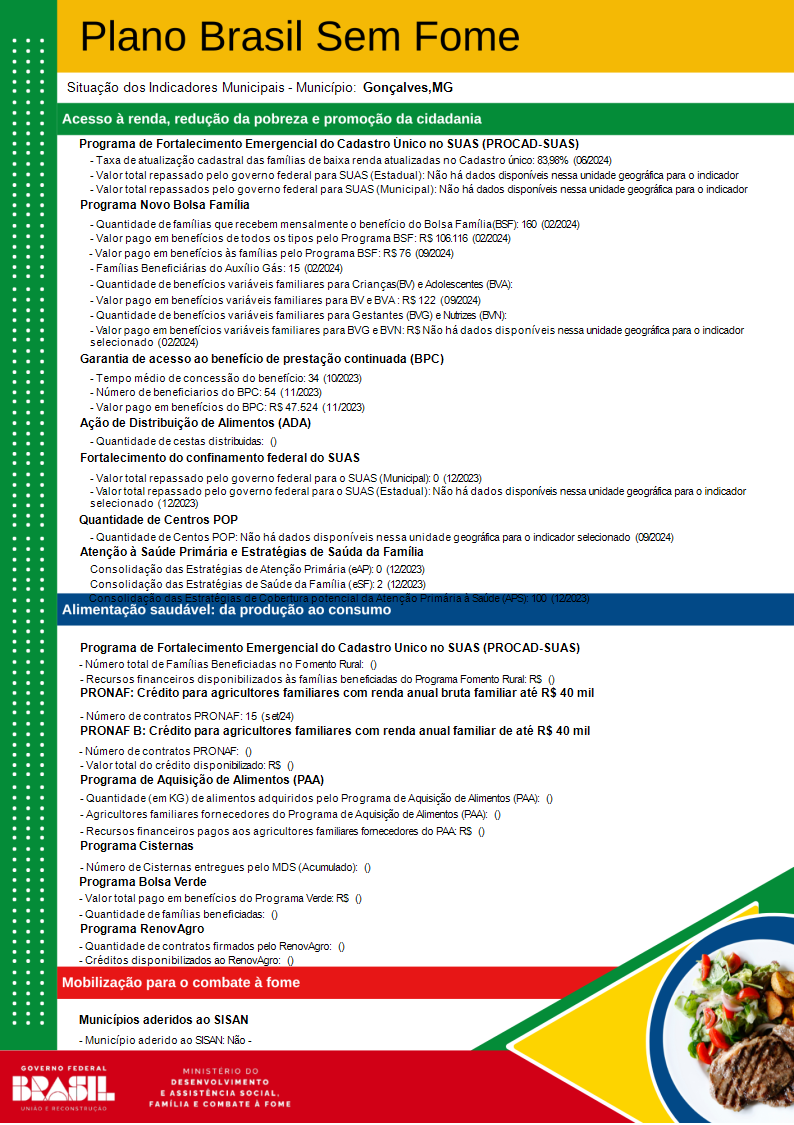 Plano Brasil Sem Fome
Situação dos Indicadores Municipais - Município: Gonçalves,MG
Acesso à renda, redução da pobreza e promoção da cidadania
Programa de Fortalecimento Emergencial do Cadastro Único no SUAS (PROCAD-SUAS)
- Taxa de atualização cadastral das famílias de baixa renda atualizadas no Cadastro único: 83,98% (06/2024)
- Valor total repassado pelo governo federal para SUAS (Estadual): Não há dados disponíveis nessa unidade geográfica para o indicador
- Valor total repassados pelo governo federal para SUAS (Municipal): Não há dados disponíveis nessa unidade geográfica para o indicador
Programa Novo Bolsa Família
- Quantidade de famílias que recebem mensalmente o benefício do Bolsa Família(BSF): 160 (02/2024)
- Valor pago em benefícios de todos os tipos pelo Programa BSF: R$ 106.116 (02/2024)
- Valor pago em benefícios às famílias pelo Programa BSF: R$ 76 (09/2024)
- Famílias Beneficiárias do Auxílio Gás: 15 (02/2024)
- Quantidade de benefícios variáveis familiares para Crianças(BV) e Adolescentes (BVA):
- Valor pago em benefícios variáveis familiares para BV e BVA : R$ 122 (09/2024)
- Quantidade de benefícios variáveis familiares para Gestantes (BVG) e Nutrizes (BVN):
- Valor pago em benefícios variáveis familiares para BVG e BVN: R$ Não há dados disponíveis nessa unidade geográfica para o indicador
selecionado (02/2024)
Garantia de acesso ao benefício de prestação continuada (BPC)
- Tempo médio de concessão do benefício: 34 (10/2023)
- Número de beneficiarios do BPC: 54 (11/2023)
- Valor pago em benefícios do BPC: R$ 47.524 (11/2023)
Ação de Distribuição de Alimentos (ADA)
- Quantidade de cestas distribuidas: ()
Fortalecimento do confinamento federal do SUAS
- Valor total repassado pelo governo federal para o SUAS (Municipal): 0 (12/2023)
- Valor total repassado pelo governo federal para o SUAS (Estadual): Não há dados disponíveis nessa unidade geográfica para o indicador
selecionado (12/2023)
Quantidade de Centros POP
- Quantidade de Centos POP: Não há dados disponíveis nessa unidade geográfica para o indicador selecionado (09/2024)
Atenção à Saúde Primária e Estratégias de Saúda da Família
Consolidação das Estratégias de Atenção Primária (eAP): 0 (12/2023)
Consolidação das Estratégias de Saúde da Família (eSF): 2 (12/2023)
Consolidação das Estratégias de Cobertura potencial da Atenção Primária à Saúde (APS): 100 (12/2023)
Alimentação saudável: da produção ao consumo
Programa de Fortalecimento Emergencial do Cadastro Unico no SUAS (PROCAD-SUAS)
- Número total de Famílias Beneficiadas no Fomento Rural: ()
- Recursos financeiros disponibilizados às famílias beneficiadas do Programa Fomento Rural: R$ ()
PRONAF: Crédito para agricultores familiares com renda anual bruta familiar até R$ 40 mil
- Número de contratos PRONAF: 15 (set/24)
PRONAF B: Crédito para agricultores familiares com renda anual familiar de até R$ 40 mil
- Número de contratos PRONAF: ()
- Valor total do crédito disponibilizado: R$ ()
Programa de Aquisição de Alimentos (PAA)
- Quantidade (em KG) de alimentos adquiridos pelo Programa de Aquisição de Alimentos (PAA): ()
- Agricultores familiares fornecedores do Programa de Aquisição de Alimentos (PAA): ()
- Recursos financeiros pagos aos agricultores familiares fornecedores do PAA: R$ ()
Programa Cisternas
- Número de Cisternas entregues pelo MDS (Acumulado): ()
Programa Bolsa Verde
- Valor total pago em benefícios do Programa Verde: R$ ()
- Quantidade de famílias beneficiadas: ()
Programa RenovAgro
- Quantidade de contratos firmados pelo RenovAgro: ()
- Créditos disponibilizados ao RenovAgro: ()
Mobilização para o combate à fome
Municípios aderidos ao SISAN
- Município aderido ao SISAN: Não -
GOVERNO FEDERAL
BRASIL
UNIÃO E RECONSTRUÇÃO
MINISTÉRIO DO
DESENVOLVIMENTO
E ASSISTÊNCIA SOCIAL,
FAMÍLIA E COMBATE À FOME